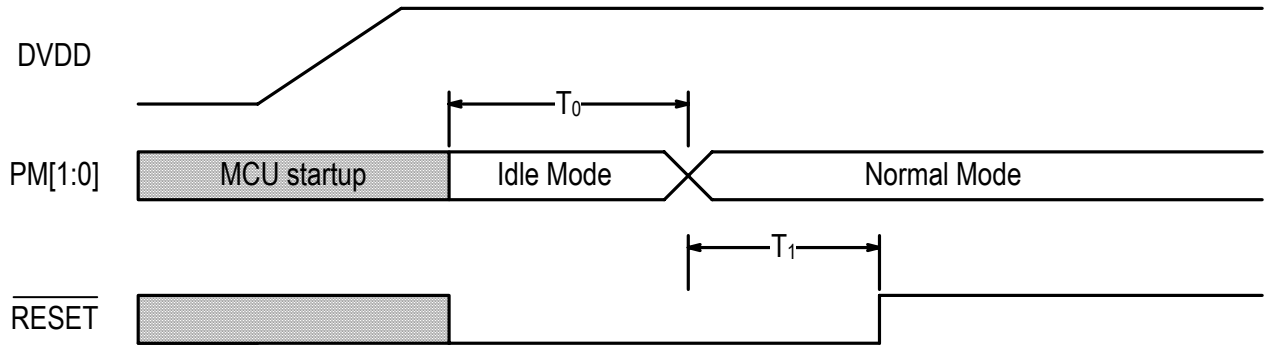 DVDD
T₀
PM[1:0] MCU startup Idle Mode Normal Mode
T₁
RESET